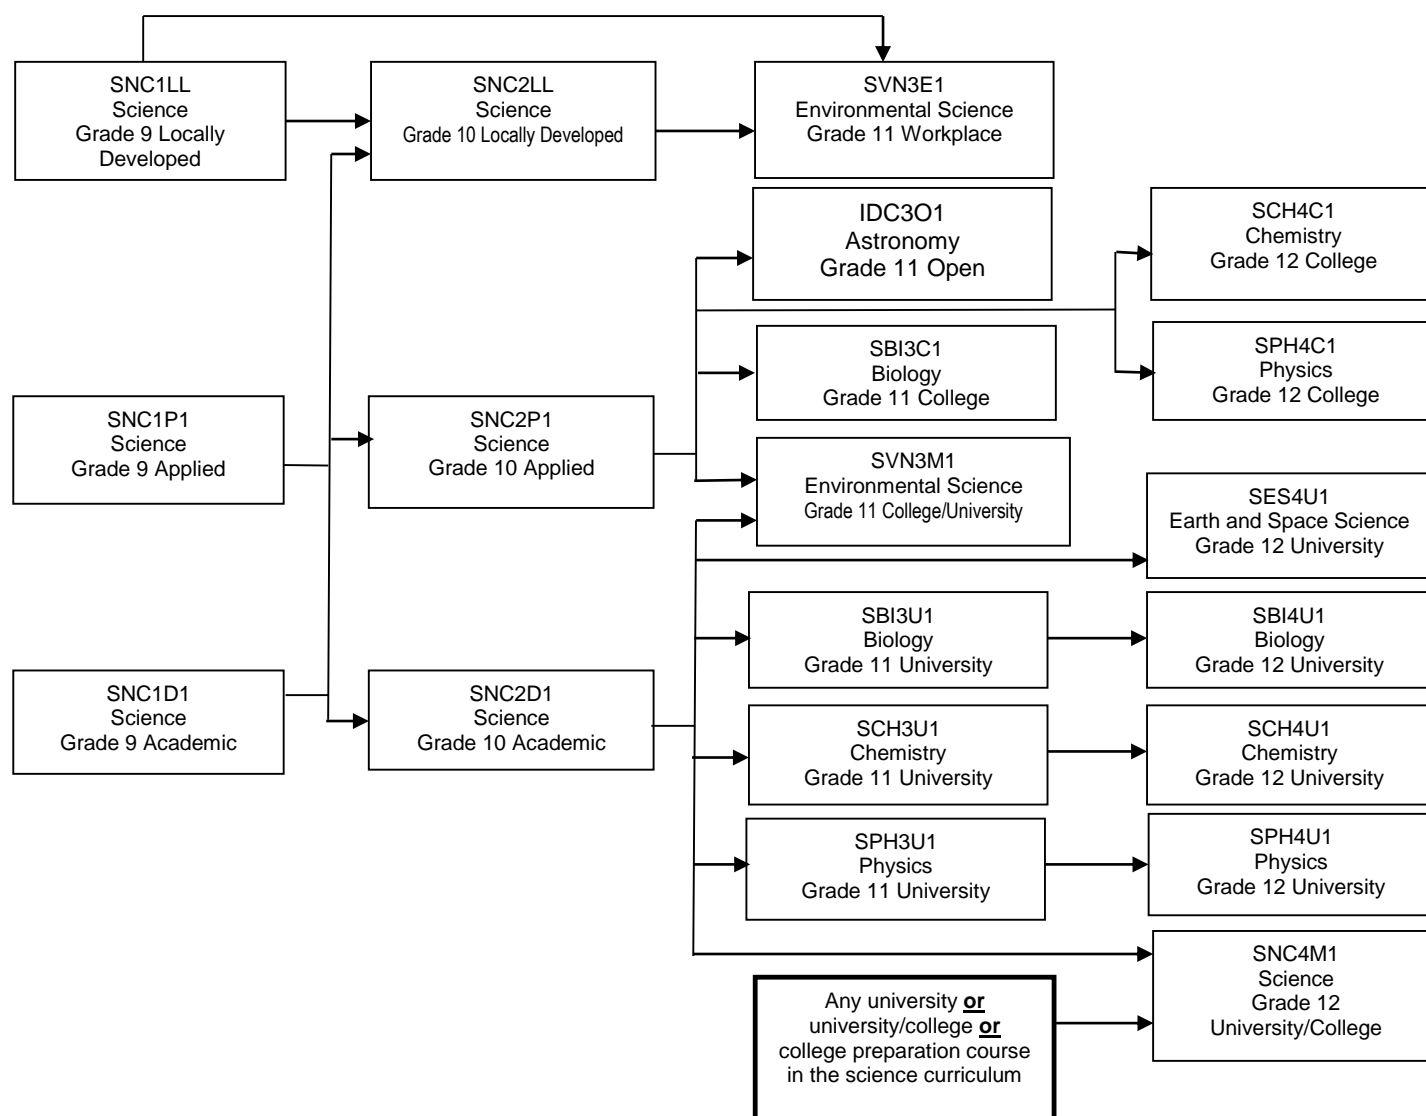 SNC1LL
Science
Grade 9 Locally
Developed
SNC2LL
Science
Grade 10 Locally Developed
SVN3E1
Environmental Science
Grade 11 Workplace
IDC3O1
Astronomy
Grade 11 Open
SCH4C1
Chemistry
Grade 12 College
SBI3C1
Biology
Grade 11 College
SPH4C1
Physics
Grade 12 College
SNC1P1
Science
Grade 9 Applied
SNC2P1
Science
Grade 10 Applied
SVN3M1
Environmental Science
Grade 11 College/University
SES4U1
Earth and Space Science
Grade 12 University
SBI3U1
Biology
Grade 11 University
SBI4U1
Biology
Grade 12 University
SNC1D1
Science
Grade 9 Academic
SNC2D1
Science
Grade 10 Academic
SCH3U1
Chemistry
Grade 11 University
SCH4U1
Chemistry
Grade 12 University
SPH3U1
Physics
Grade 11 University
SPH4U1
Physics
Grade 12 University
SNC4M1
Science
Grade 12
University/College
Any university or
university/college or
college preparation course
in the science curriculum